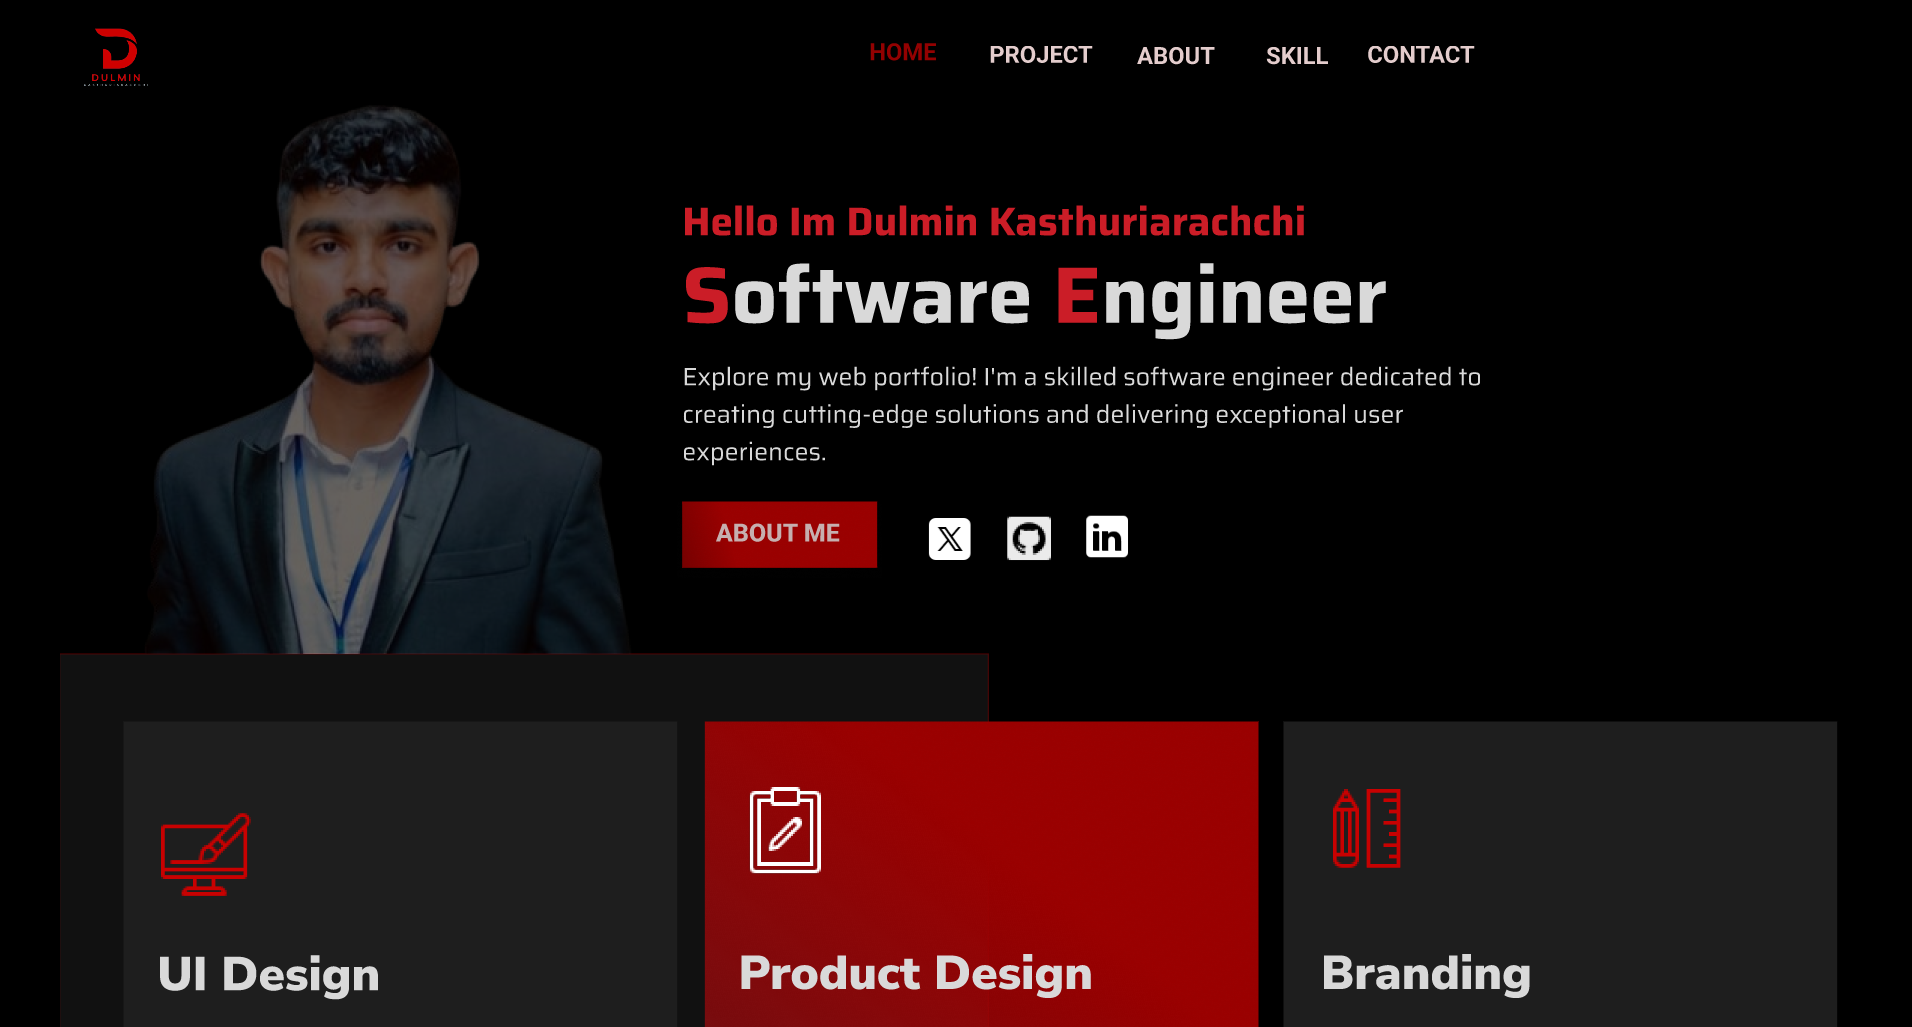 DULMIN
HOME PROJECT ABOUT SKILL CONTACT
Hello Im Dulmin Kasthuriarachchi
Software Engineer
Explore my web portfolio! I'm a skilled software engineer dedicated to
creating cutting-edge solutions and delivering exceptional user
experiences.
ABOUT ME
UI Design
Product Design
Branding